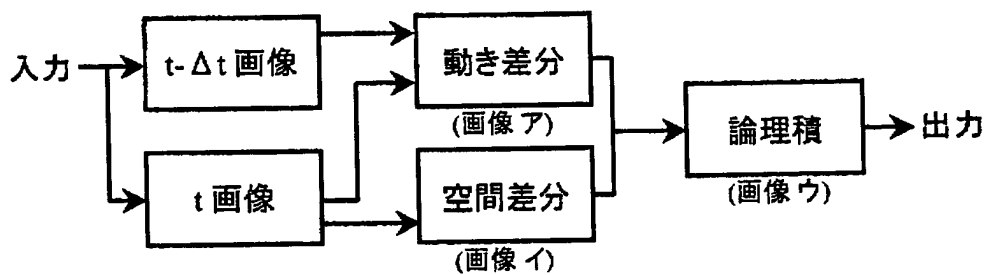 入力
t-Δt 画像
動き差分
(画像 ア)
論理積
(画像 ウ)
出力
t 画像
空間差分
(画像 イ)